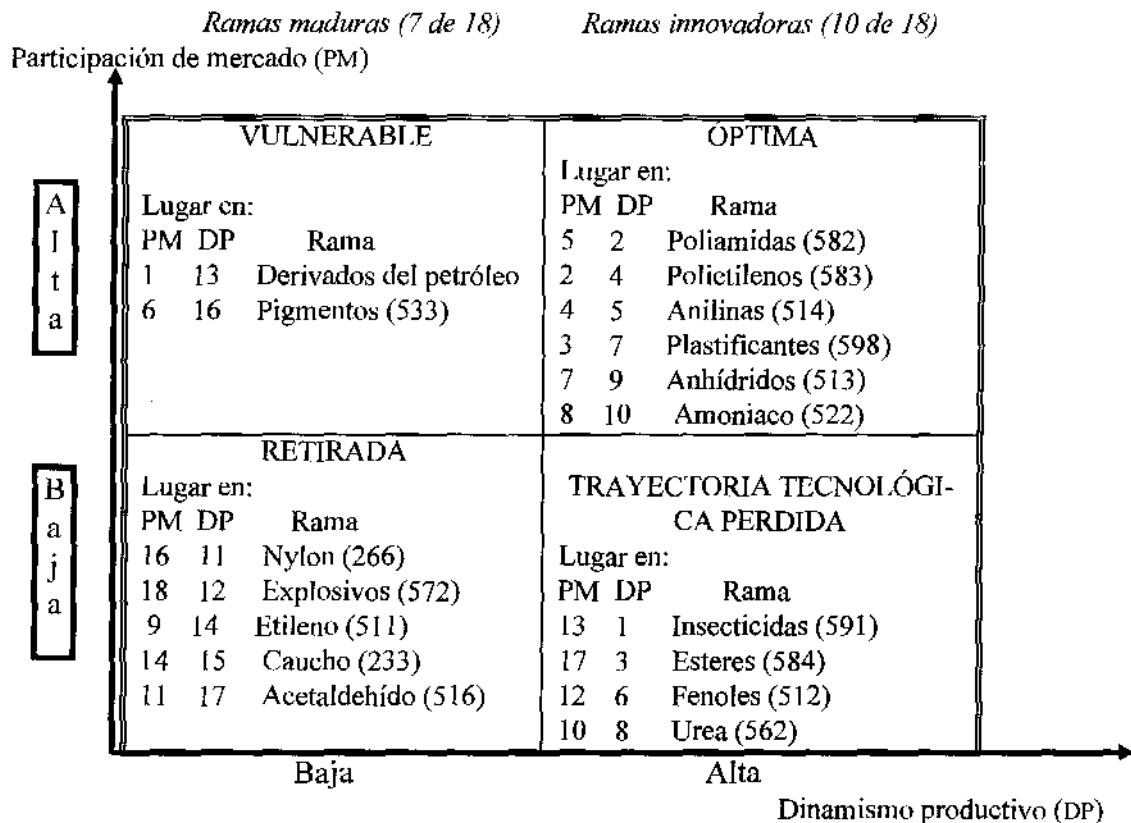 Ramas maduras (7 de 18) Ramas innovadoras (10 de 18)
Participación de mercado (PM)
Alta
VULNERABLE
Lugar en:
PM DP Rama
1 13 Derivados del petróleo
6 16 Pigmentos (533)
ÓPTIMA
Lugar en:
PM DP Rama
5 2 Poliamidas (582)
2 4 Polietilenos (583)
4 5 Anilinas (514)
3 7 Plastificantes (598)
7 9 Anhídridos (513)
8 10 Amoniaco (522)
Baja
RETIRADA
Lugar en:
PM DP Rama
16 11 Nylon (266)
18 12 Explosivos (572)
9 14 Etileno (511)
14 15 Caucho (233)
11 17 Acetaldehído (516)
TRAYECTORIA TECNOLÓGI-
CA PERDIDA
Lugar en:
PM DP Rama
13 1 Insecticidas (591)
17 3 Esteres (584)
12 6 Fenoles (512)
10 8 Urea (562)
Baja Alta
Dinamismo productivo (DP)